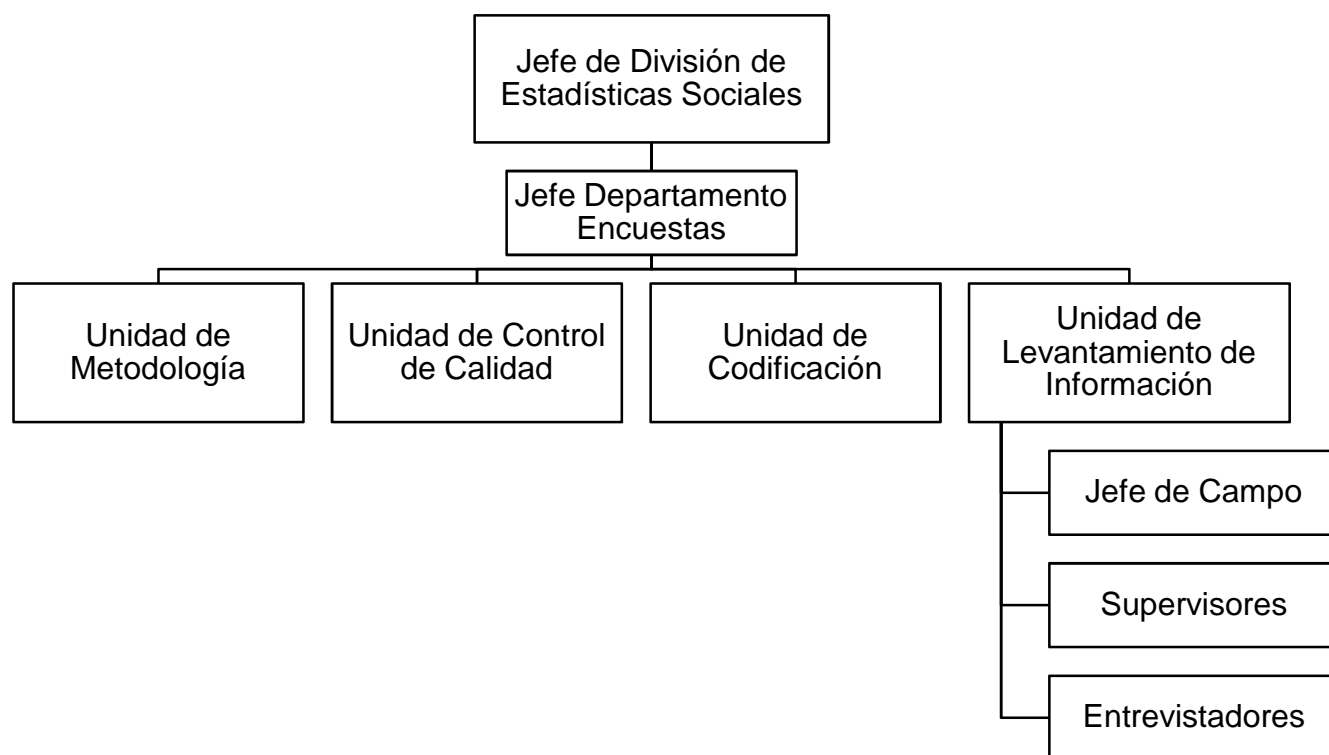 Jefe de División de
Estadísticas Sociales
Jefe Departamento
Encuestas
Unidad de
Metodología
Unidad de Control
de Calidad
Unidad de
Codificación
Unidad de
Levantamiento de
Información
Jefe de Campo
Supervisores
Entrevistadores